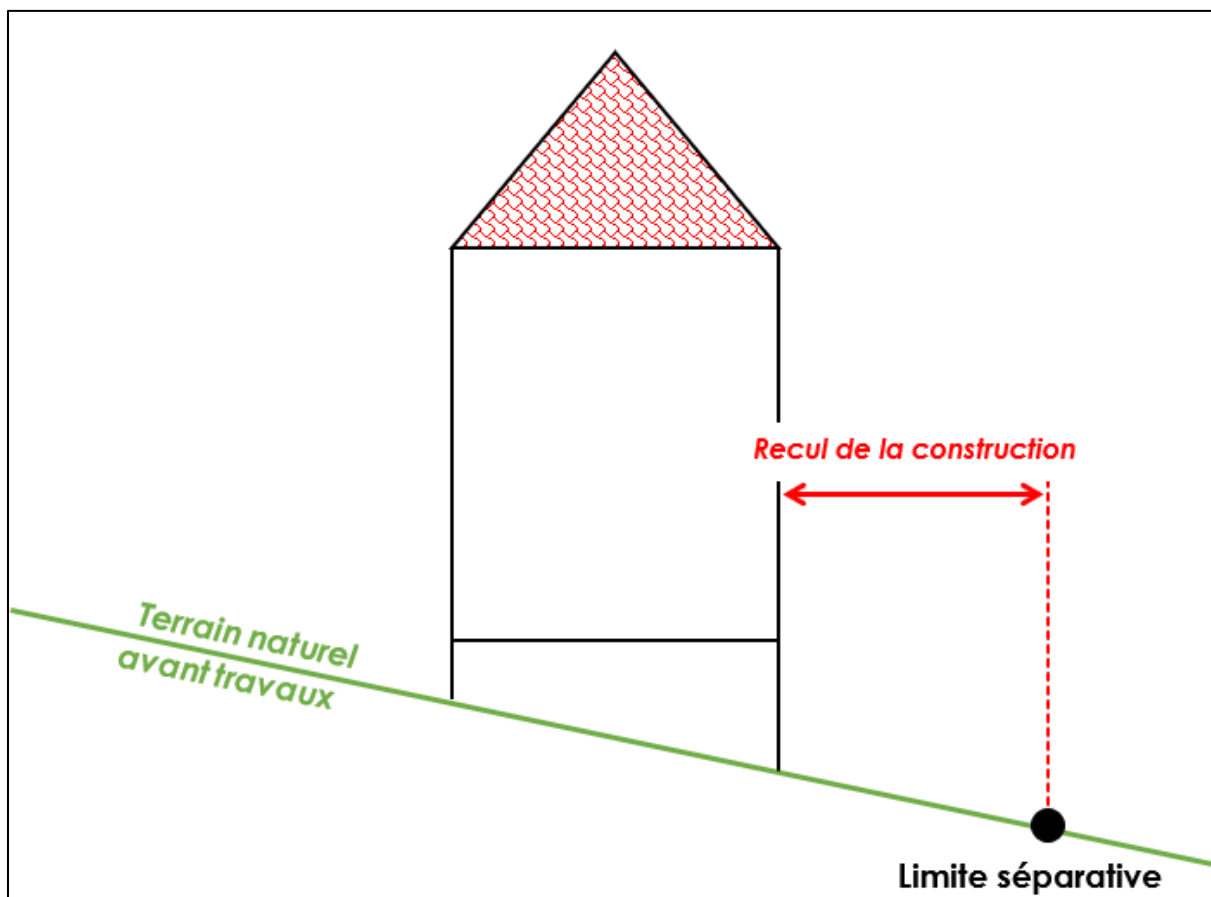 Recul de la construction
Terrain naturel
avant travaux
Limite séparative